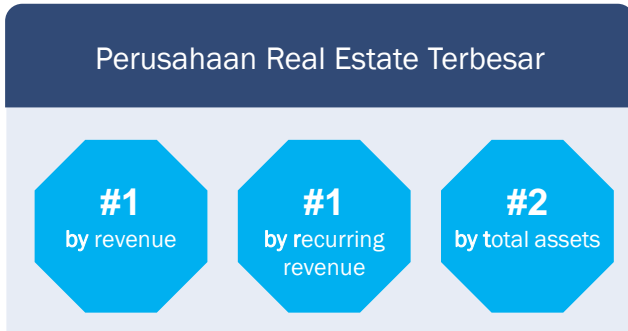 Perusahaan Real Estate Terbesar
#1
by revenue
#1
by recurring
revenue
#2
by total assets